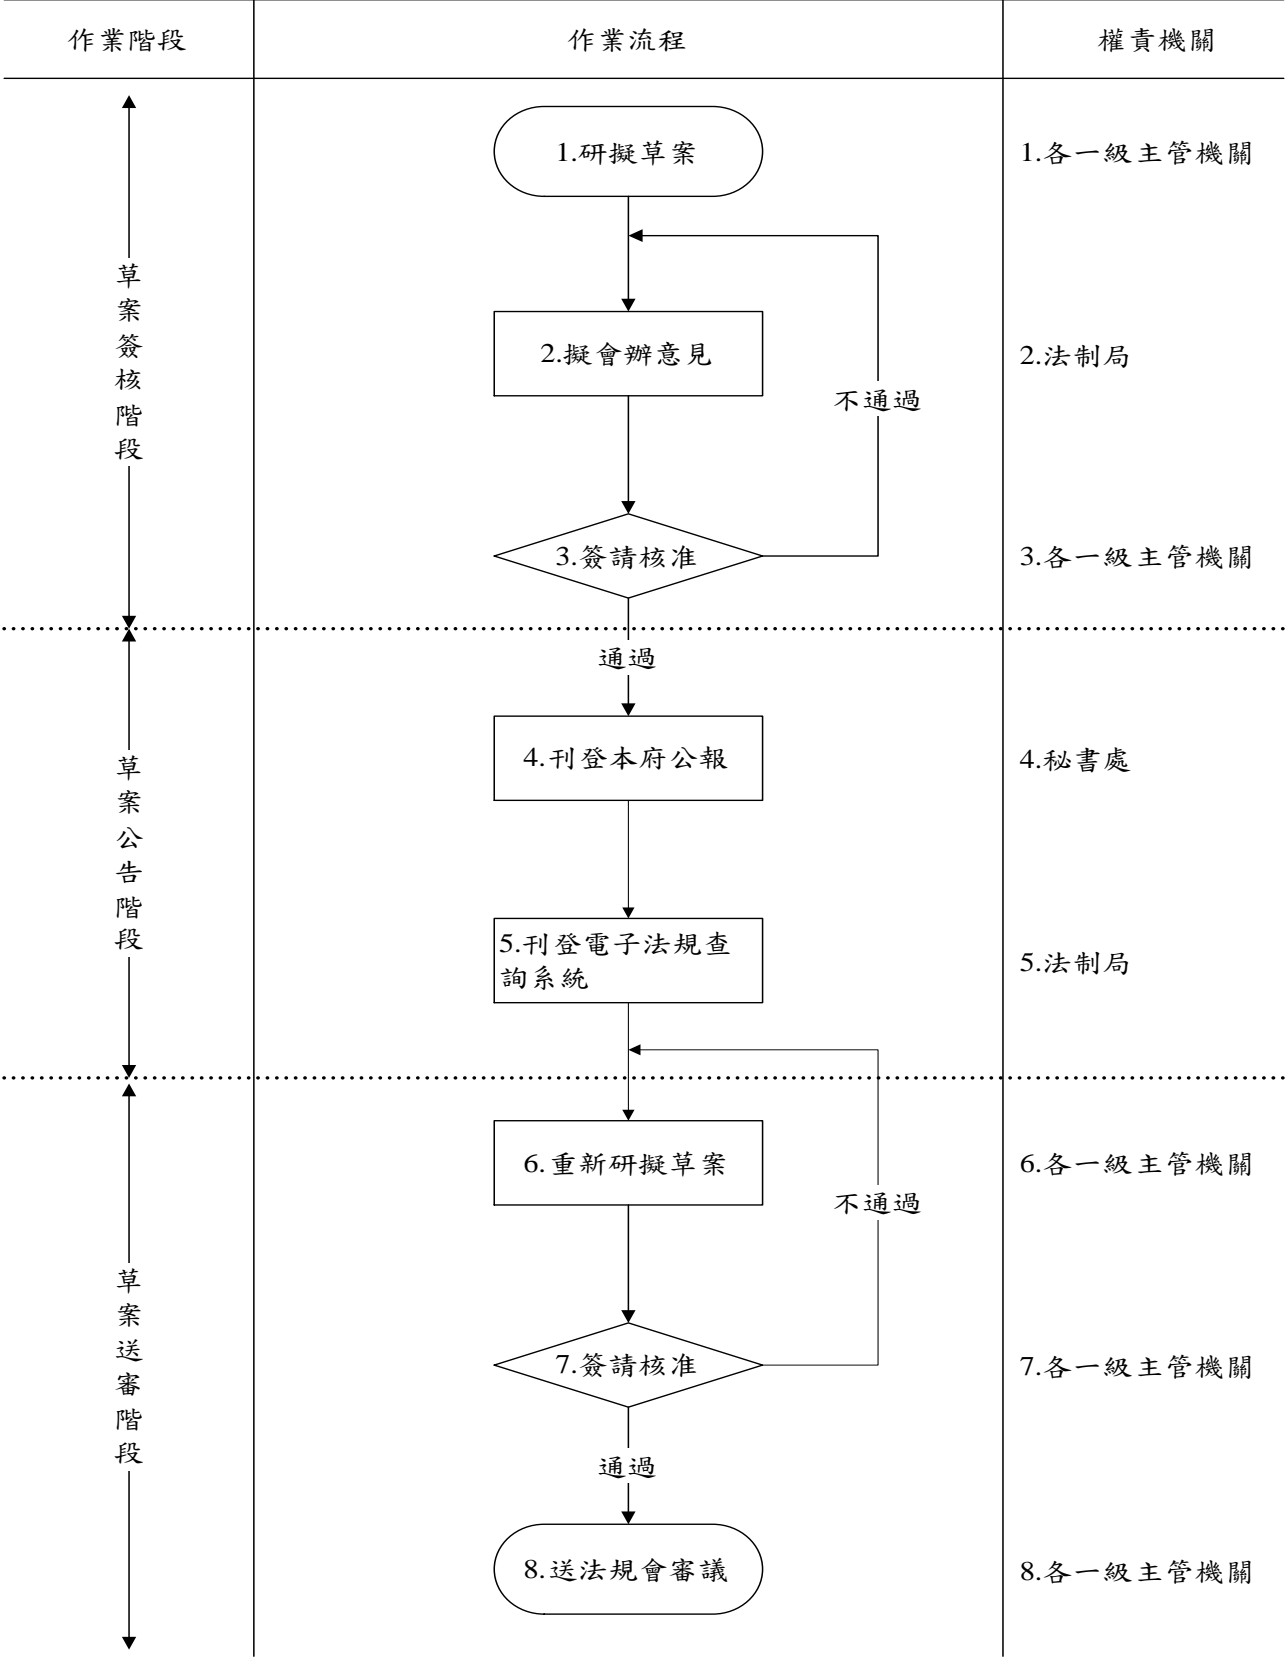 作業階段
作業流程
權責機關
1.研擬草案
1.各一級主管機關
草案簽核階段
2.擬會辦意見
2.法制局
不通過
3.簽請核准
3.各一級主管機關
通過
草案公告階段
4.刊登本府公報
4.秘書處
5.刊登電子法規查
詢系統
5.法制局
草案送審階段
6.重新研擬草案
6.各一級主管機關
不通過
7.簽請核准
7.各一級主管機關
通過
8.送法規會審議
8.各一級主管機關